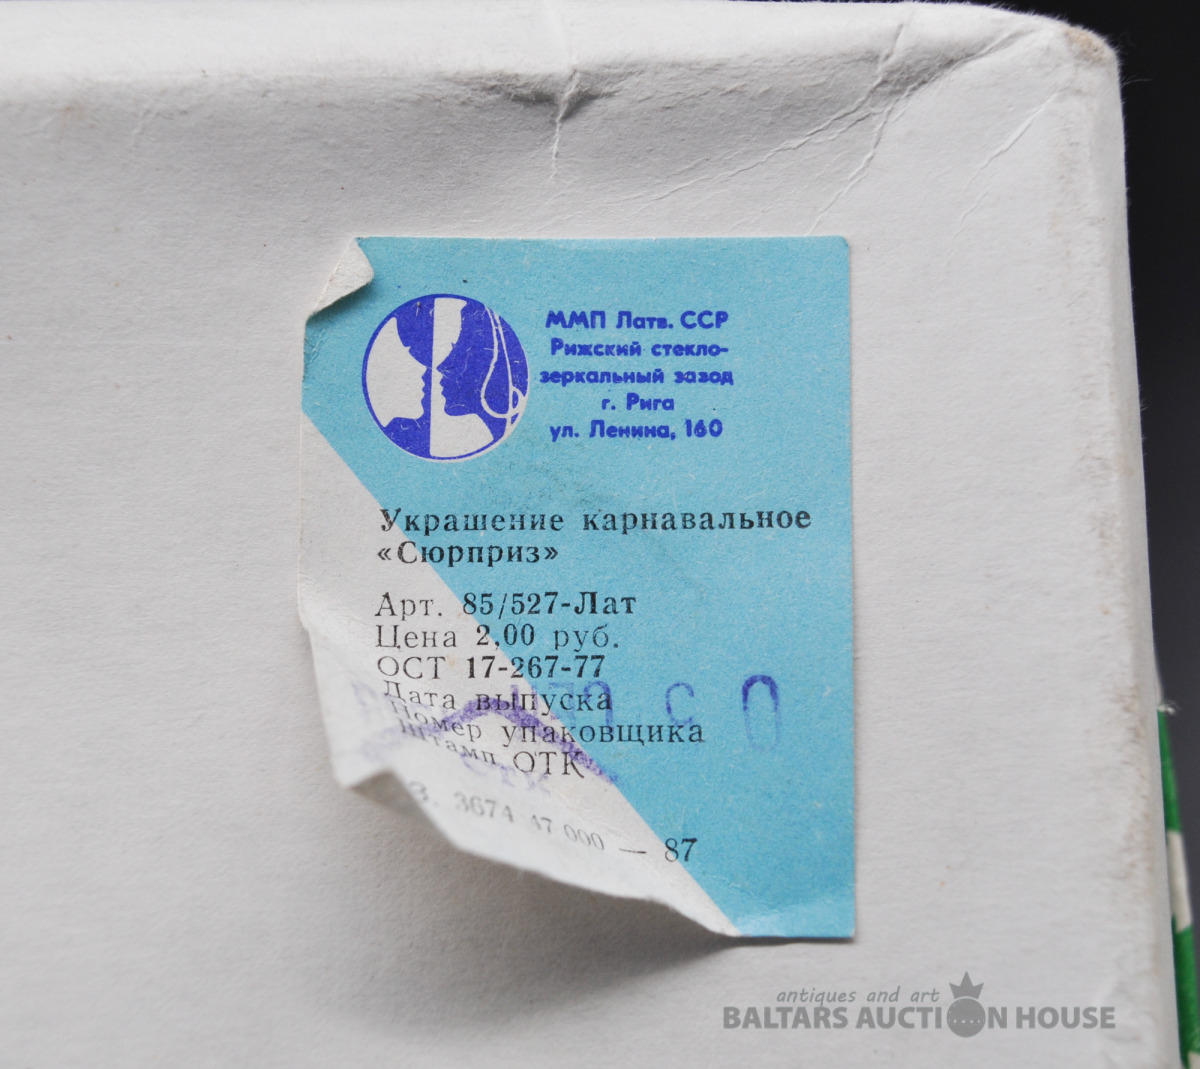 ММП Латв. ССР
Рижский стекло-
зеркальный завод
г. Рига
ул. Ленина, 160
Украшение карнавальное
«Сюрприз»
Арт. 85/527-Лат
Цена 2,00 руб.
ОСТ 17-267-77
Дата выпуска
Номер упаковщика
Штамп ОТК
ОТК
З. 3674 47 000 — 87
antiques and art
BALTARS AUCTION HOUSE